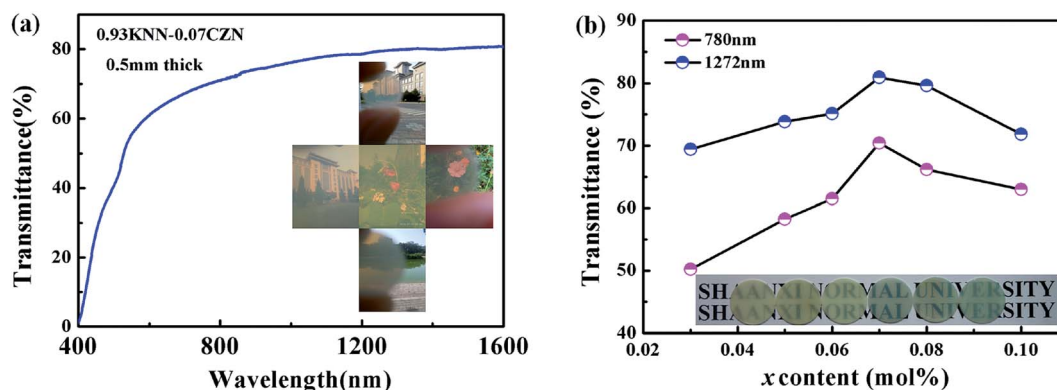 (a)
0.93KNN-0.07CZN
0.5mm thick
Transmittance(%)
80
60
40
20
0
400
800
1200
1600
Wavelength(nm)
(b)
780nm
1272nm
Transmittance (%)
90
80
70
60
50
40
0.02
0.04
0.06
0.08
0.10
x content (mol%)
SHAANXI NORMAL UNIVERSITY
SHAANXI NORMAL UNIVERSITY